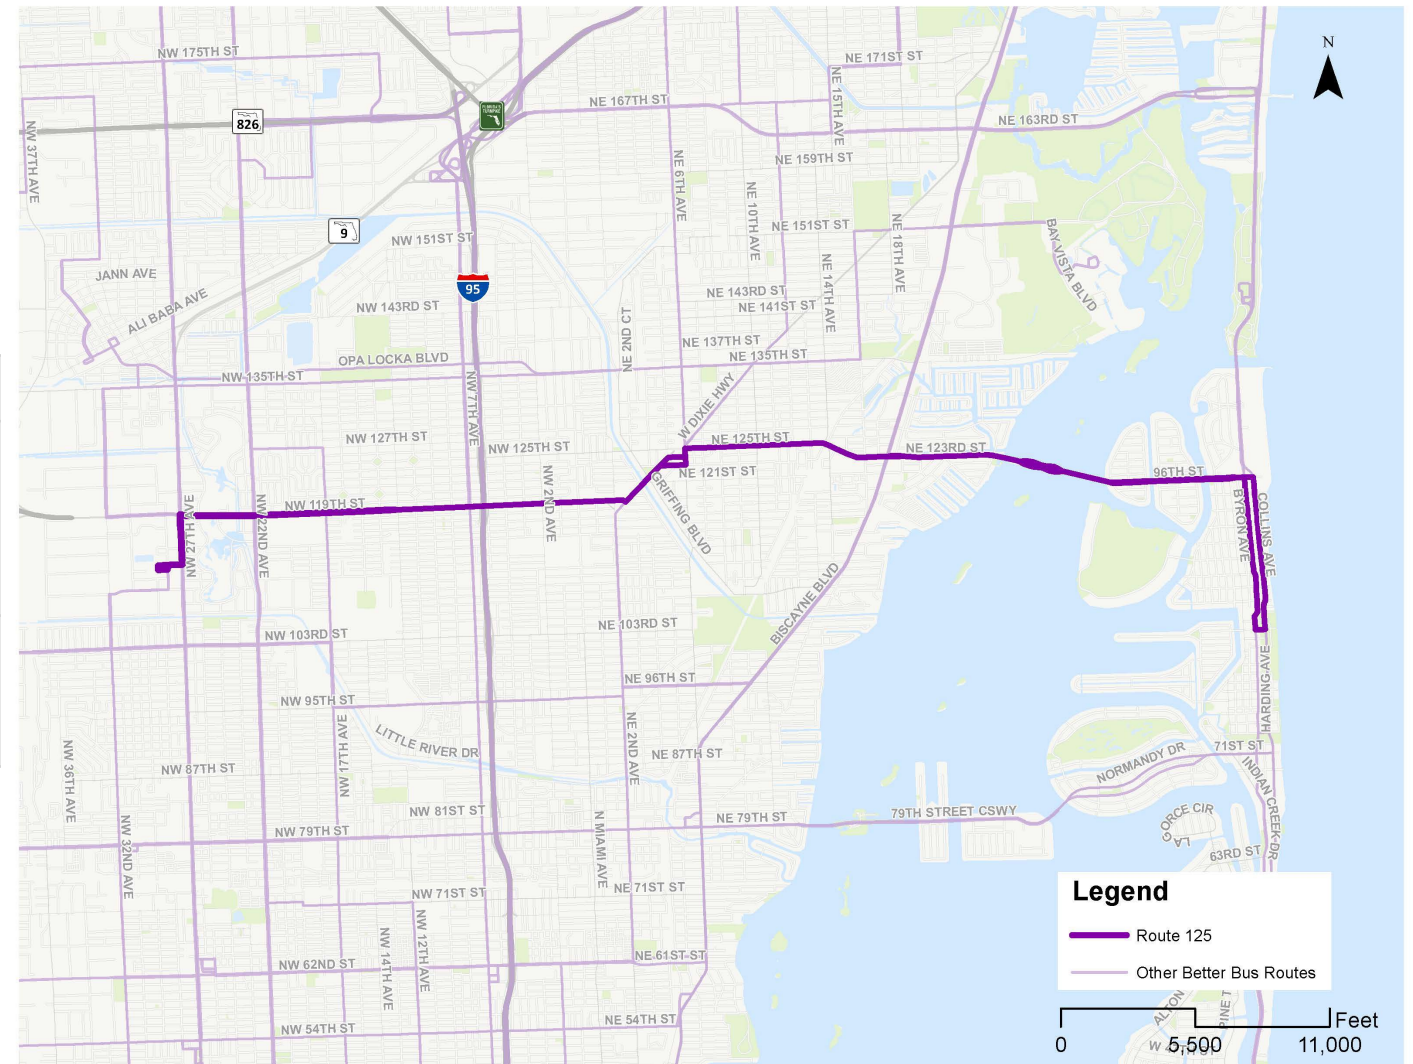 N
NE 171ST ST
NW 175TH ST
NE 15TH AVE
NE 167TH ST
FLORIDA'S
TURNPIKE
826
NE 163RD ST
NW 37TH AVE
NE 159TH ST
NE 6TH AVE
NE 10TH AVE
NE 151ST ST
NE 18TH AVE
9
NW 151ST ST
BAY VISTA BLVD
JANN AVE
NE 14TH AVE
95
NE 143RD ST
ALI BABA AVE
NW 143RD ST
NE 141ST ST
NE 2ND CT
NE 137TH ST
OPA LOCKA BLVD
NE 135TH ST
NW 135TH ST
NW 7TH AVE
W DIXIE HWY
NW 127TH ST
NE 125TH ST
NW 125TH ST
NE 123RD ST
NE 121ST ST
96TH ST
NW 2ND AVE
GRIFFING BLVD
NW 119TH ST
NW 27TH AVE
NW 22ND AVE
BYRON AVE
COLLINS AVE
BISCAYNE BLVD
NE 103RD ST
NW 103RD ST
HARDING AVE
NE 96TH ST
NW 95TH ST
NW 17TH AVE
LITTLE RIVER DR
NE 2ND AVE
NE 87TH ST
71ST ST
NORMANDY DR
NW 36TH AVE
NW 87TH ST
INDIAN CREEK DR
NW 81ST ST
NE 79TH ST
79TH STREET CSWY
LA GORCE CIR
NW 32ND AVE
NW 79TH ST
N MIAMI AVE
63RD ST
NE 71ST ST
NW 71ST ST
Legend
Route 125
Other Better Bus Routes
NW 12TH AVE
NW 14TH AVE
NE 61ST ST
NW 62ND ST
ALTON
PINE T
NE 54TH ST
NW 54TH ST
Feet
0 5,500 11,000